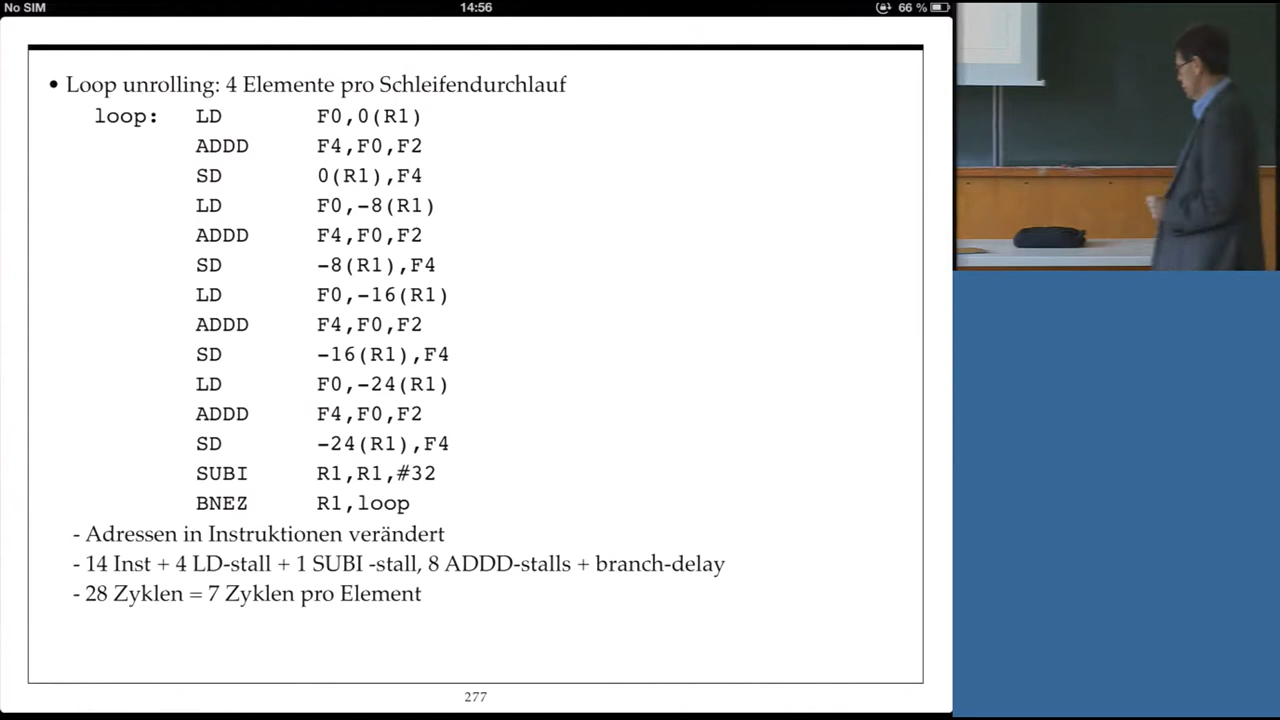 No SIM 14:56 66 %
• Loop unrolling: 4 Elemente pro Schleifendurchlauf
loop: LD F0,0(R1)
ADDD F4,F0,F2
SD 0(R1),F4
LD F0,-8(R1)
ADDD F4,F0,F2
SD -8(R1),F4
LD F0,-16(R1)
ADDD F4,F0,F2
SD -16(R1),F4
LD F0,-24(R1)
ADDD F4,F0,F2
SD -24(R1),F4
SUBI R1,R1,#32
BNEZ R1,loop
- Adressen in Instruktionen verändert
- 14 Inst + 4 LD-stall + 1 SUBI -stall, 8 ADDD-stalls + branch-delay
- 28 Zyklen = 7 Zyklen pro Element
277